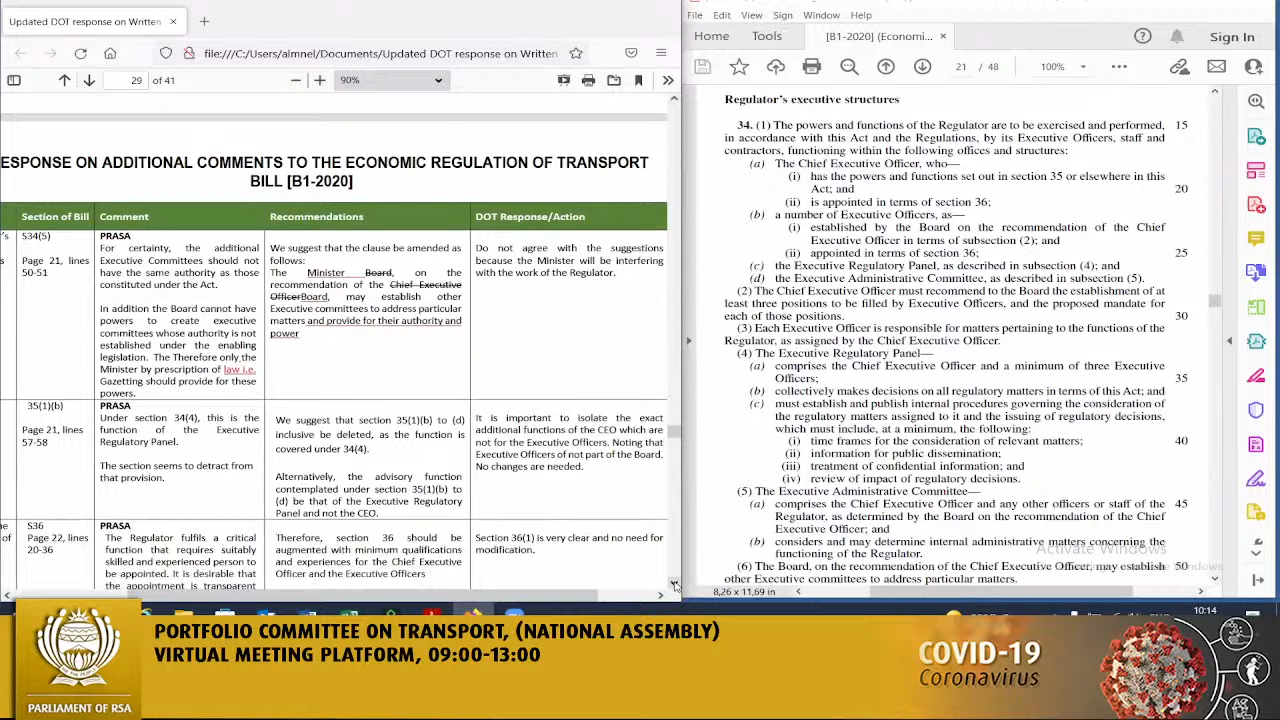 Updated DOT response on Written
file:///C:/Users/almnel/Documents/Updated DOT response on Written
29 of 41
90%
RESPONSE ON ADDITIONAL COMMENTS TO THE ECONOMIC REGULATION OF TRANSPORT
BILL [B1-2020]
Section of Bill Comment Recommendations DOT Response/Action
S34(5)
Page 21, lines
50-51
PRASA
For certainty, the additional
Executive Committees should not
have the same authority as those
constituted under the Act.
In addition the Board cannot have
powers to create executive
committees whose authority is not
established under the enabling
legislation. The Therefore only the
Minister by prescription of law i.e.
Gazetting should provide for these
powers.
We suggest that the clause be amended as
follows:
The Minister Board, on the
recommendation of the Chief Executive
OfficerBoard, may establish other
Executive committees to address particular
matters and provide for their authority and
power
Do not agree with the suggestions
because the Minister will be interfering
with the work of the Regulator.
35(1)(b)
Page 21, lines
57-58
PRASA
Under section 34(4), this is the
function of the Executive
Regulatory Panel.
The section seems to detract from
that provision.
We suggest that section 35(1)(b) to (d)
inclusive be deleted, as the function is
covered under 34(4).
Alternatively, the advisory function
contemplated under section 35(1)(b) to
(d) be that of the Executive Regulatory
Panel and not the CEO.
It is important to isolate the exact
additional functions of the CEO which are
not for the Executive Officers. Noting that
Executive Officers of not part of the Board.
No changes are needed.
S36
Page 22, lines
20-36
PRASA
The Regulator fulfils a critical
function that requires suitably
skilled and experienced person
to be appointed. It is desirable that
the appointment is transparent
Therefore, section 36 should be
augmented with minimum qualifications
and experiences for the Chief Executive
Officer and the Executive Officers
Section 36(1) is very clear and no need for
modification.
File Edit View Sign Window Help
Home Tools [B1-2020] (Economi... Sign In
21 / 48 100%
Regulator's executive structures
34. (1) The powers and functions of the Regulator are to be exercised and performed, 15
in accordance with this Act and the Regulations, by its Executive Officers, staff and
contractors, functioning within the following offices and structures:
(a) The Chief Executive Officer, who—
(i) has the powers and functions set out in section 35 or elsewhere in this
Act; and 20
(ii) is appointed in terms of section 36;
(b) a number of Executive Officers, as—
(i) established by the Board on the recommendation of the Chief
Executive Officer in terms of subsection (2); and
(ii) appointed in terms of section 36; 25
(c) the Executive Regulatory Panel, as described in subsection (4); and
(d) the Executive Administrative Committee, as described in subsection (5).
(2) The Chief Executive Officer must recommend to the Board the establishment of at
least three positions to be filled by Executive Officers, and the proposed mandate for
each of those positions. 30
(3) Each Executive Officer is responsible for matters pertaining to the functions of the
Regulator, as assigned by the Chief Executive Officer.
(4) The Executive Regulatory Panel—
(a) comprises the Chief Executive Officer and a minimum of three Executive
Officers; 35
(b) collectively makes decisions on all regulatory matters in terms of this Act; and
(c) must establish and publish internal procedures governing the consideration of
the regulatory matters assigned to it and the issuing of regulatory decisions,
which must include, at a minimum, the following:
(i) time frames for the consideration of relevant matters; 40
(ii) information for public dissemination;
(iii) treatment of confidential information; and
(iv) review of impact of regulatory decisions.
(5) The Executive Administrative Committee—
(a) comprises the Chief Executive Officer and any other officers or staff of the 45
Regulator, as determined by the Board on the recommendation of the Chief
Executive Officer; and
(b) considers and may determine internal administrative matters concerning the
functioning of the Regulator.
Activate Windows
(6) The Board, on the recommendation of the Chief Executive Officer, may establish 50
other Executive committees to address particular matters.
8,26 x 11,69 in
10:14
PORTFOLIO COMMITTEE ON TRANSPORT, (NATIONAL ASSEMBLY)
VIRTUAL MEETING PLATFORM, 09:00-13:00
PARLIAMENT OF RSA
COVID-19
Coronavirus